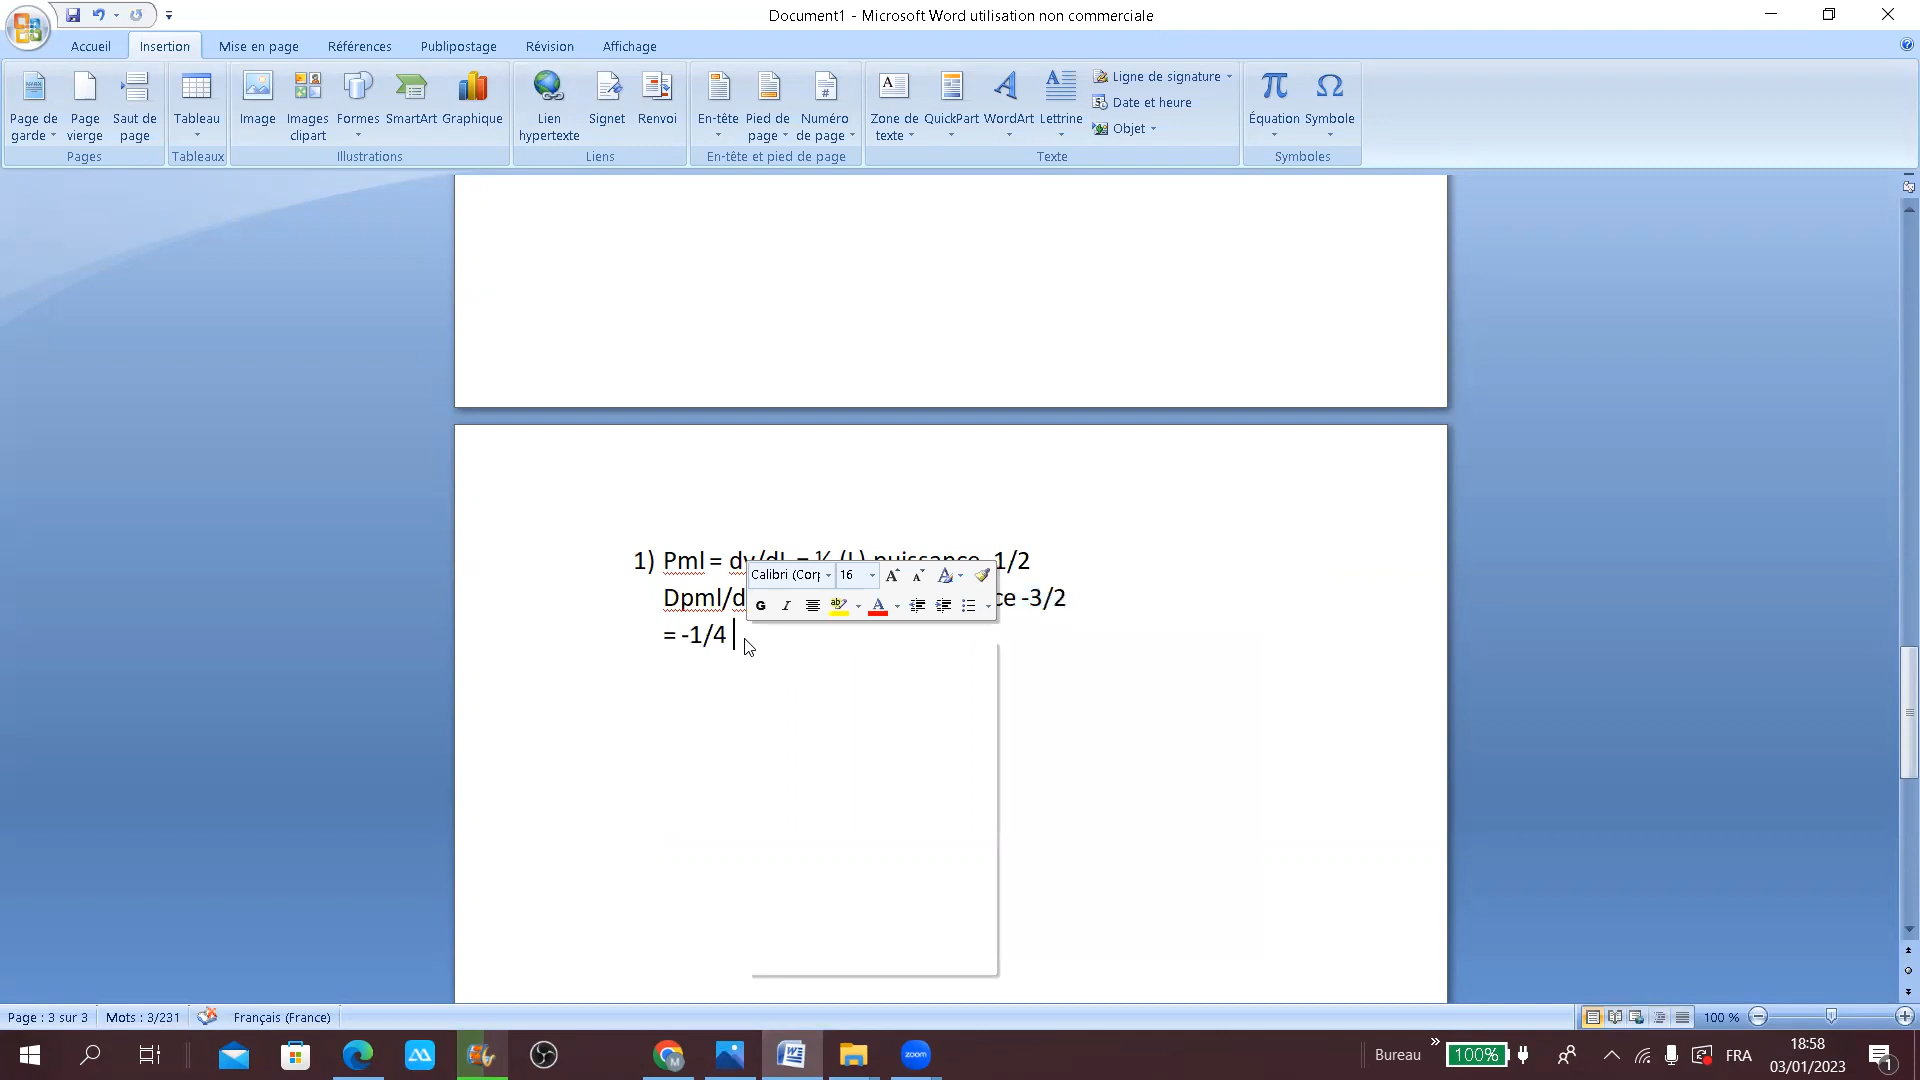 Document1 - Microsoft Word utilisation non commerciale
Accueil Insertion Mise en page Références Publipostage Révision Affichage
Page de garde Page vierge Saut de page Tableau Image Images clipart Formes SmartArt Graphique Lien hypertexte Signet Renvoi En-tête Pied de page Numéro de page Zone de texte QuickPart WordArt Lettrine Équation Symbole
Ligne de signature
Date et heure
Objet
Pages Tableaux Illustrations Liens En-tête et pied de page Texte Symboles
1) Pml = dy/dL = ½ (L) puissance -1/2
Calibri (Corp 16
Dpml/d ce -3/2
G I
= -1/4
Page : 3 sur 3 Mots : 3/231 Français (France) 100 %
zoom Bureau 100% FRA 18:58
03/01/2023 1